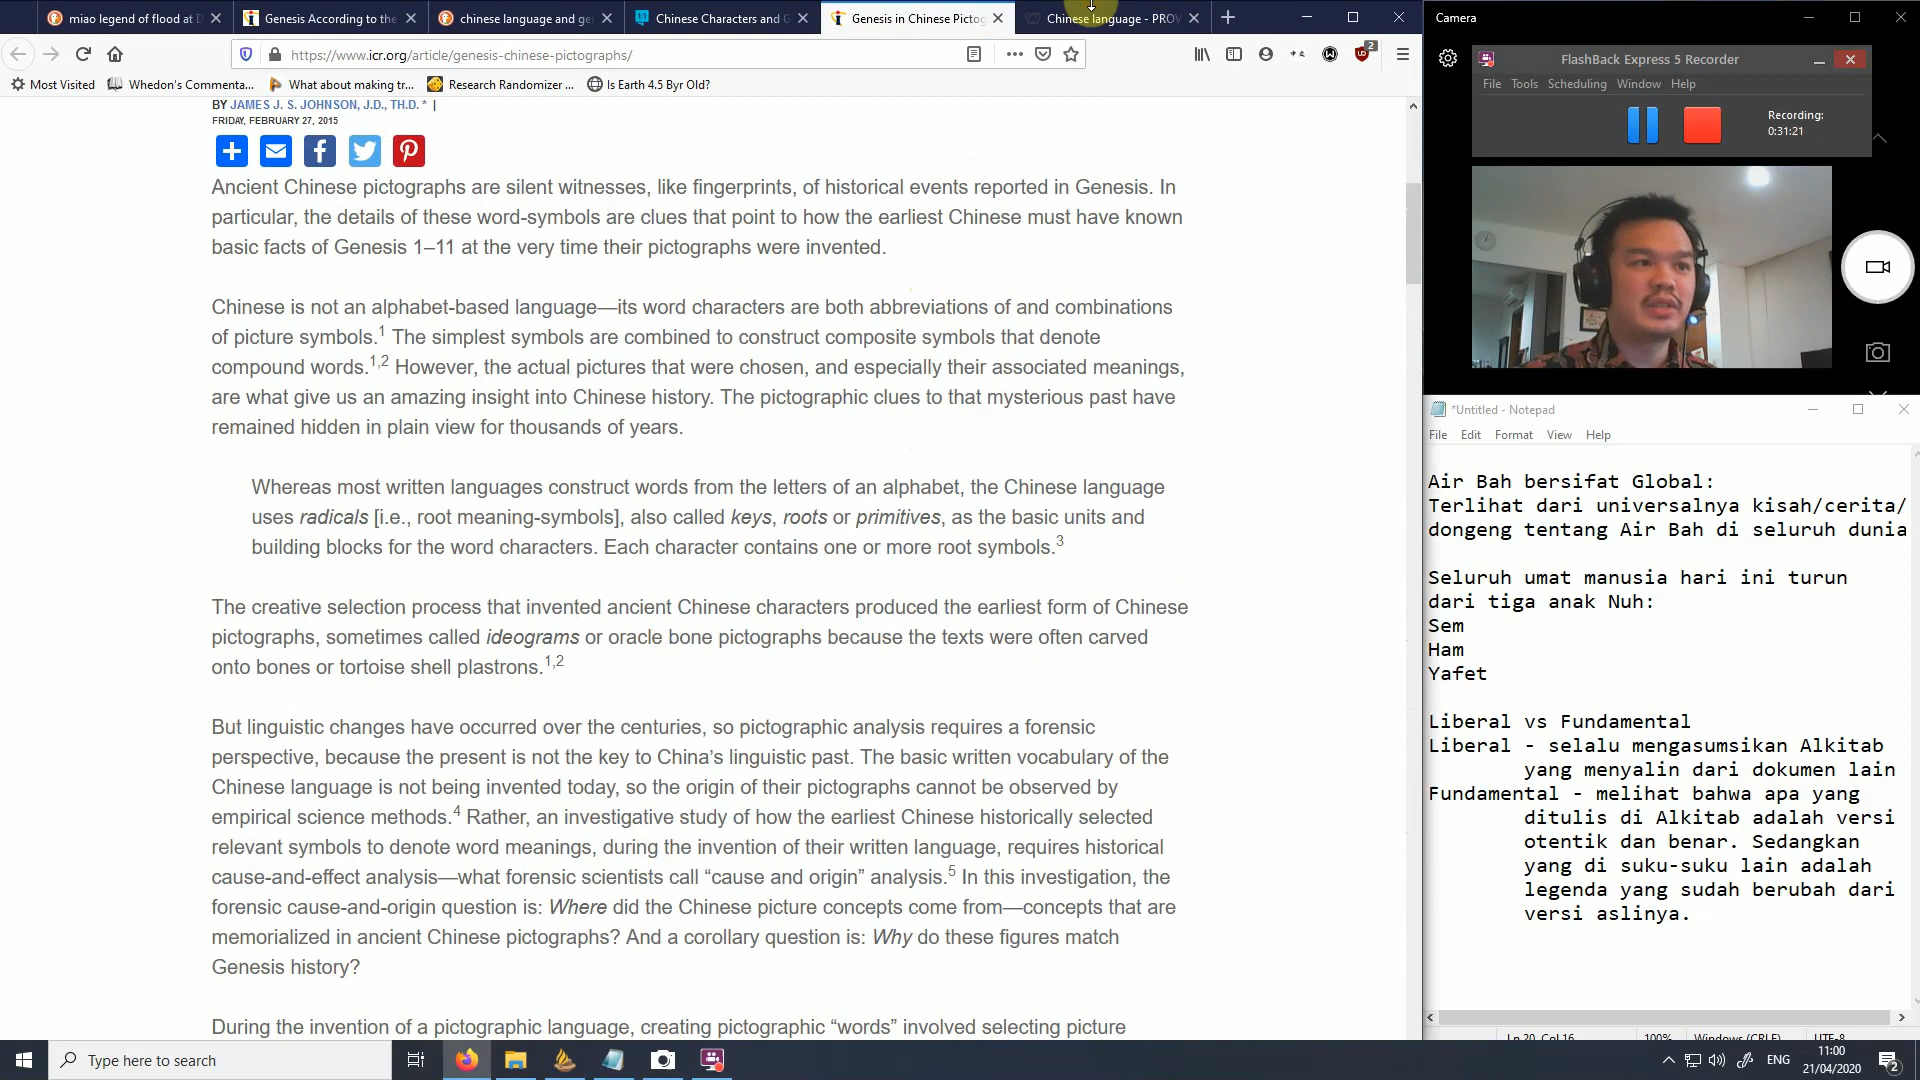 miao legend of flood at D
Genesis According to the
chinese language and ge
Chinese Characters and G
Genesis in Chinese Pictog
Chinese language - PROV
https://www.icr.org/article/genesis-chinese-pictographs/
2
Most Visited
Whedon's Commenta...
What about making tr...
Research Randomizer ...
Is Earth 4.5 Byr Old?
BY JAMES J. S. JOHNSON, J.D., TH.D. * |
FRIDAY, FEBRUARY 27, 2015
Ancient Chinese pictographs are silent witnesses, like fingerprints, of historical events reported in Genesis. In
particular, the details of these word-symbols are clues that point to how the earliest Chinese must have known
basic facts of Genesis 1–11 at the very time their pictographs were invented.
Chinese is not an alphabet-based language—its word characters are both abbreviations of and combinations
of picture symbols.1 The simplest symbols are combined to construct composite symbols that denote
compound words.1,2 However, the actual pictures that were chosen, and especially their associated meanings,
are what give us an amazing insight into Chinese history. The pictographic clues to that mysterious past have
remained hidden in plain view for thousands of years.
Whereas most written languages construct words from the letters of an alphabet, the Chinese language
uses radicals [i.e., root meaning-symbols], also called keys, roots or primitives, as the basic units and
building blocks for the word characters. Each character contains one or more root symbols.3
The creative selection process that invented ancient Chinese characters produced the earliest form of Chinese
pictographs, sometimes called ideograms or oracle bone pictographs because the texts were often carved
onto bones or tortoise shell plastrons.1,2
But linguistic changes have occurred over the centuries, so pictographic analysis requires a forensic
perspective, because the present is not the key to China's linguistic past. The basic written vocabulary of the
Chinese language is not being invented today, so the origin of their pictographs cannot be observed by
empirical science methods.4 Rather, an investigative study of how the earliest Chinese historically selected
relevant symbols to denote word meanings, during the invention of their written language, requires historical
cause-and-effect analysis—what forensic scientists call “cause and origin” analysis.5 In this investigation, the
forensic cause-and-origin question is: Where did the Chinese picture concepts come from—concepts that are
memorialized in ancient Chinese pictographs? And a corollary question is: Why do these figures match
Genesis history?
During the invention of a pictographic language, creating pictographic “words” involved selecting picture
Camera
FlashBack Express 5 Recorder
File Tools Scheduling Window Help
Recording:
0:31:21
*Untitled - Notepad
File Edit Format View Help
Air Bah bersifat Global:
Terlihat dari universalnya kisah/cerita/
dongeng tentang Air Bah di seluruh dunia
Seluruh umat manusia hari ini turun
dari tiga anak Nuh:
Sem
Ham
Yafet
Liberal vs Fundamental
Liberal - selalu mengasumsikan Alkitab
yang menyalin dari dokumen lain
Fundamental - melihat bahwa apa yang
ditulis di Alkitab adalah versi
otentik dan benar. Sedangkan
yang di suku-suku lain adalah
legenda yang sudah berubah dari
versi aslinya.
Ln 20, Col 16 100% Windows (CRLF) UTF-8
Type here to search
ENG
11:00
21/04/2020
2